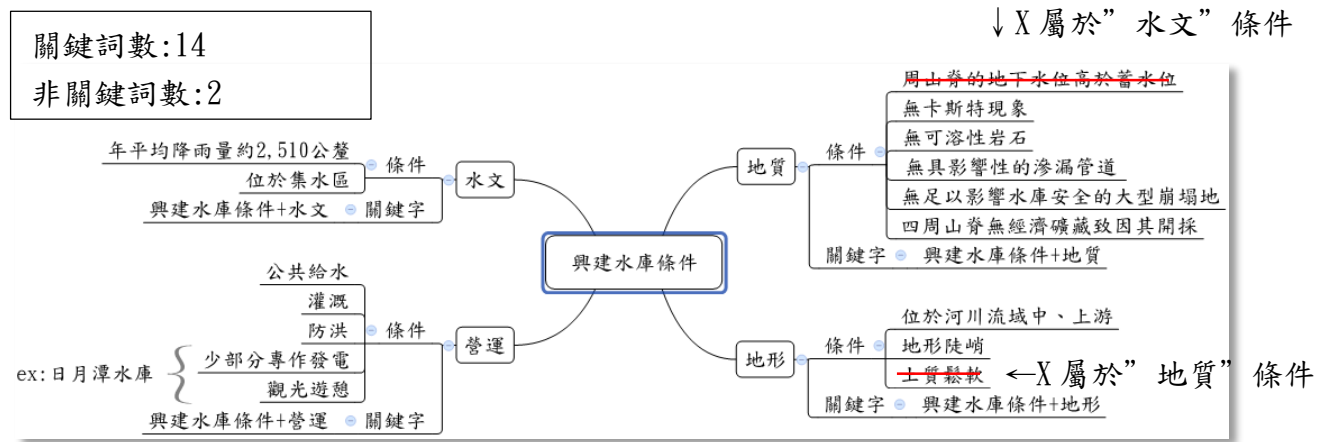 ↓X 屬於”水文”條件
關鍵詞數:14
非關鍵詞數:2
興建水庫條件
水文
條件
年平均降雨量約2,510公釐
位於集水區
關鍵字
興建水庫條件+水文
營運
條件
公共給水
灌溉
防洪
少部分專作發電
觀光遊憩
ex:日月潭水庫
關鍵字
興建水庫條件+營運
地質
條件
周山脊的地下水位高於蓄水位
無卡斯特現象
無可溶性岩石
無具影響性的滲漏管道
無足以影響水庫安全的大型崩塌地
四周山脊無經濟礦藏致因其開採
關鍵字
興建水庫條件+地質
地形
條件
位於河川流域中、上游
地形陡峭
土質鬆軟
←X 屬於”地質”條件
關鍵字
興建水庫條件+地形